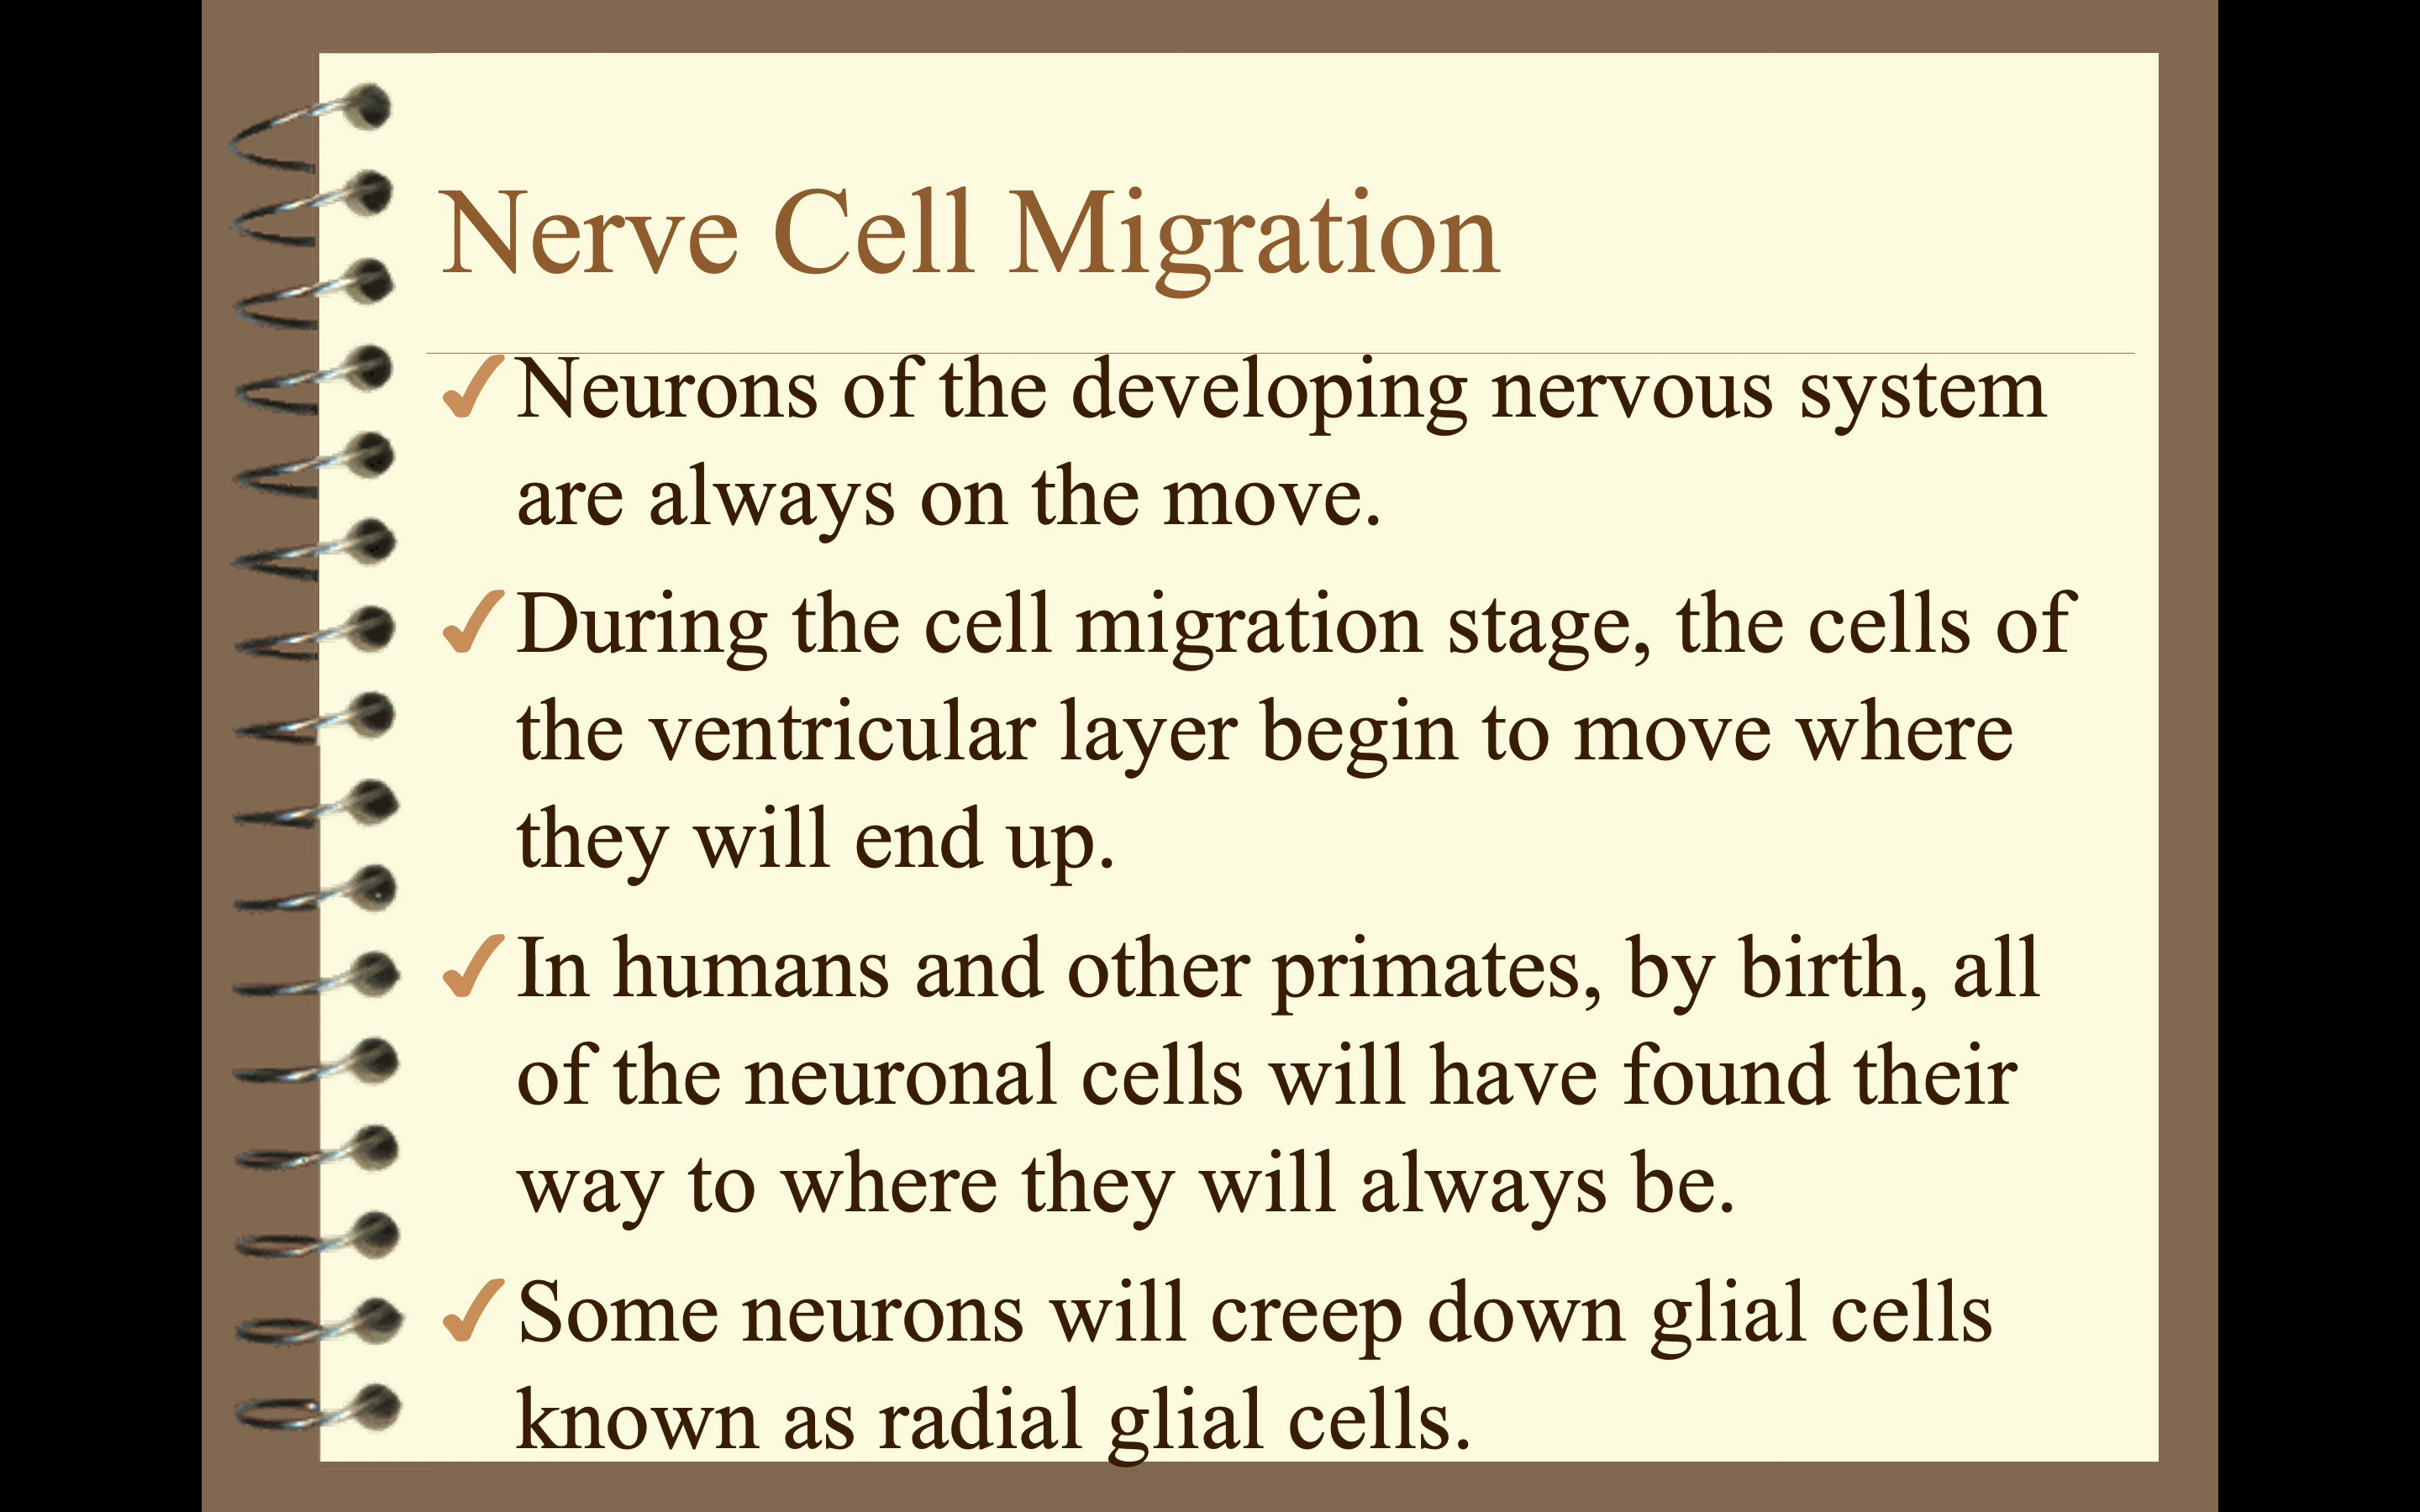 Nerve Cell Migration
✓Neurons of the developing nervous system
are always on the move.
✓During the cell migration stage, the cells of
the ventricular layer begin to move where
they will end up.
✓In humans and other primates, by birth, all
of the neuronal cells will have found their
way to where they will always be.
✓Some neurons will creep down glial cells
known as radial glial cells.